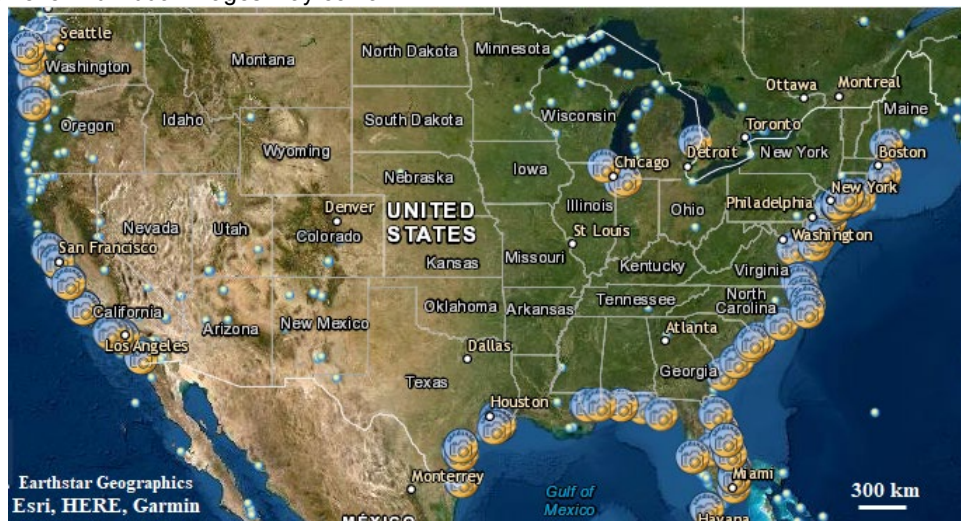 Seattle
Washington
Montana
North Dakota
Minnesota
Ottawa
Montreal
Maine
Oregon
Idaho
South Dakota
Wisconsin
Toronto
Wyoming
Detroit
New York
Boston
Nebraska
Iowa
Chicago
Nevada
Utah
Denver
Colorado
UNITED
STATES
Illinois
Ohio
Philadelphia
New York
San Francisco
Kansas
Missouri
St Louis
Kentucky
Virginia
Washington
California
Los Angeles
Arizona
New Mexico
Oklahoma
Arkansas
Tennessee
North
Carolina
Dallas
Atlanta
Texas
Georgia
Houston
Monterrey
Miami
Earthstar Geographics
Esri, HERE, Garmin
Gulf of
Mexico
300 km
MÉXICO
Havana